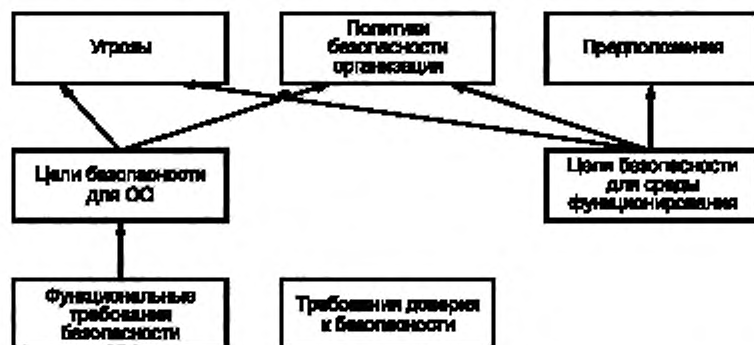 Угрозы
Политики
безопасности
организации
Предположения
Цели безопасности
для ОО
Цели безопасности
для среды
функционирования
Функциональные
требования
безопасности
Требования доверия
к безопасности